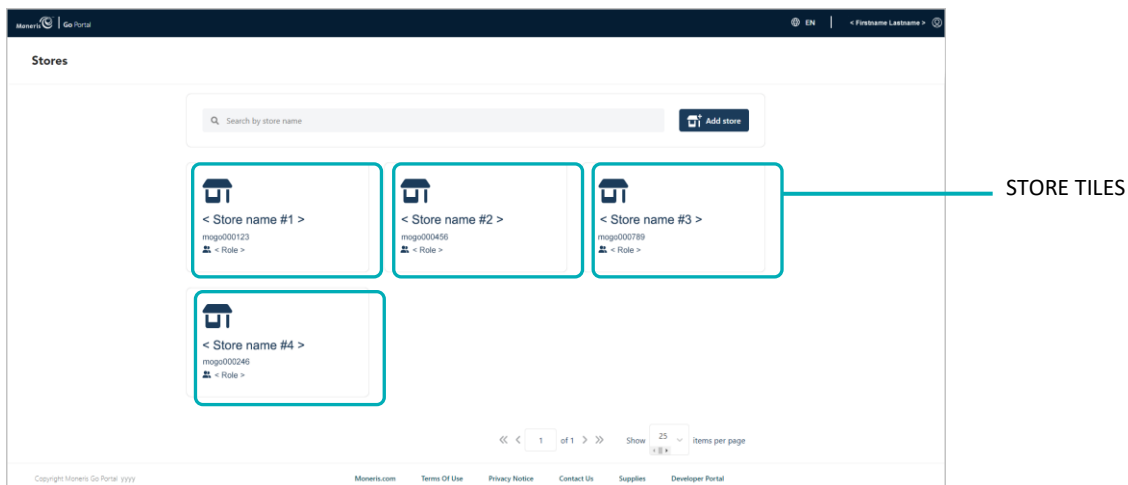 Moneris Go Portal
EN
< Firstname Lastname >
Stores
Search by store name
Add store
< Store name #1 >
mogo000123
< Role >
< Store name #2 >
mogo000456
< Role >
< Store name #3 >
mogo000789
< Role >
STORE TILES
< Store name #4 >
mogo000246
< Role >
1 of 1 Show 25 items per page
Copyright Moneris Go Portal yyyy Moneris.com Terms Of Use Privacy Notice Contact Us Supplies Developer Portal